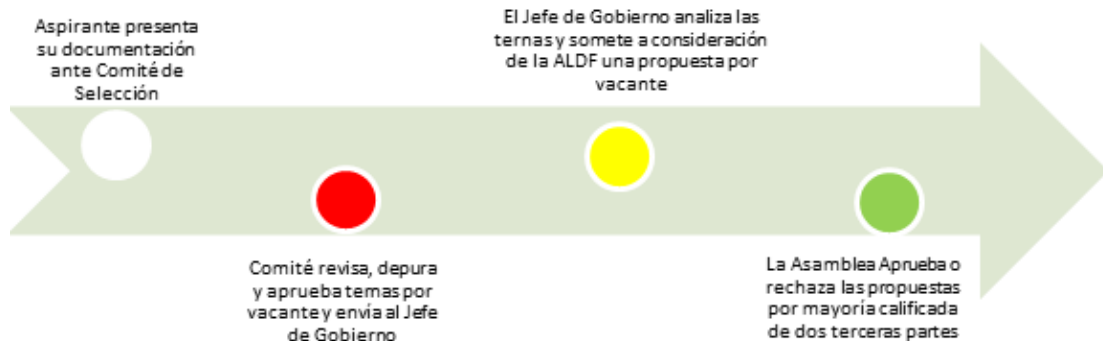 Aspirante presenta
su documentación
ante Comité de
Selección
Comité revisa, depura
y aprueba ternas por
vacante y envía al Jefe
de Gobierno
El Jefe de Gobierno analiza las
ternas y somete a consideración
de la ALDF una propuesta por
vacante
La Asamblea Aprueba o
rechaza las propuestas
por mayoría calificada
de dos terceras partes